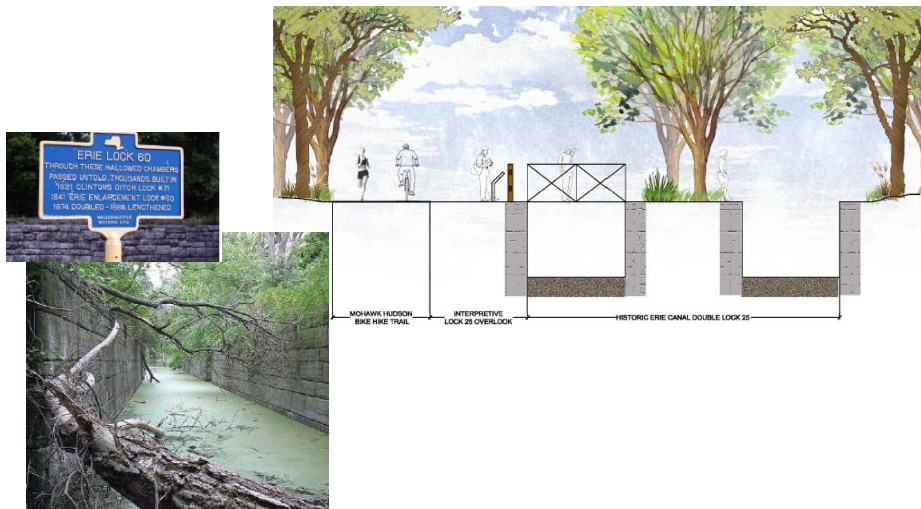 ERIE LOCK 60
THROUGH THESE HALLOWED CHAMBERS
PASSED UNTOLD THOUSANDS. BUILT IN
1821 CLINTONS DITCH LOCK #31
1841 ERIE ENLARGEMENT LOCK #60
1874 DOUBLED - 1888 LENGTHENED
MOHAWK HUDSON
BIKE HIKE TRAIL
INTERPRETIVE
LOCK 25 OVERLOOK
HISTORIC ERIE CANAL DOUBLE LOCK 25